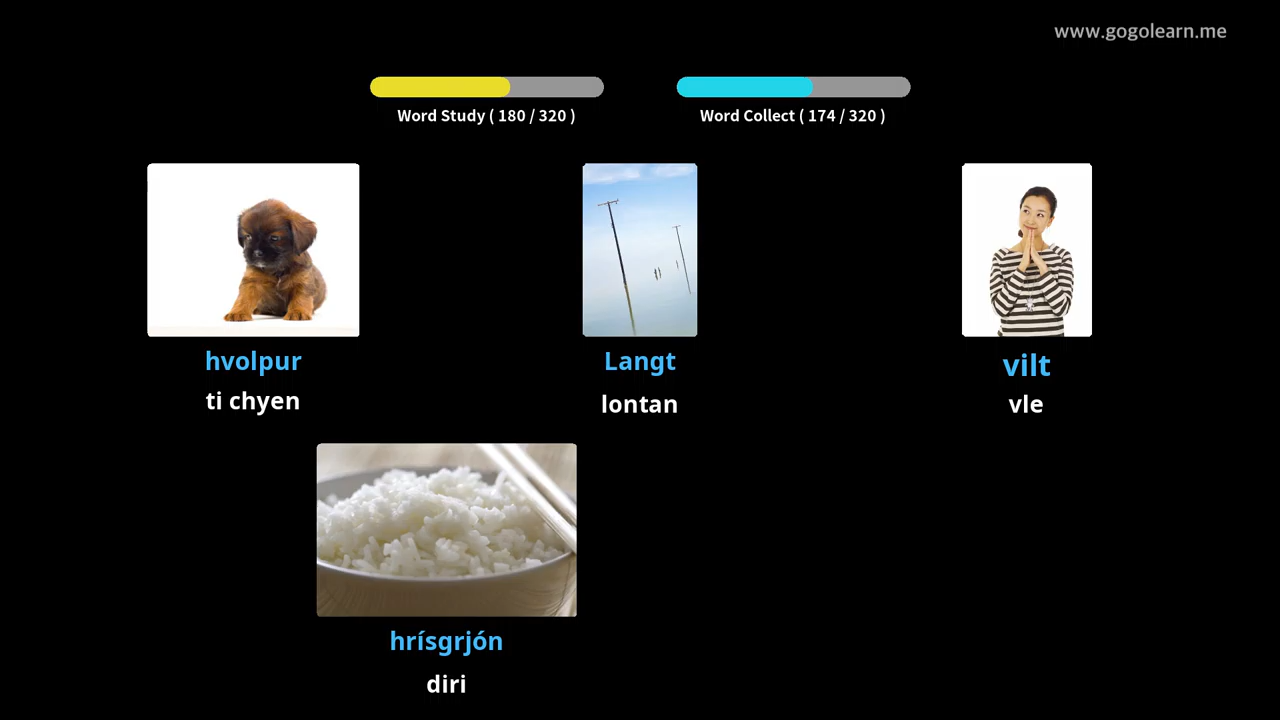 www.gogolearn.me
Word Study ( 180 / 320 )
Word Collect ( 174 / 320 )
hvolpur
ti chyen
Langt
lontan
vilt
vle
hrísgrjón
diri